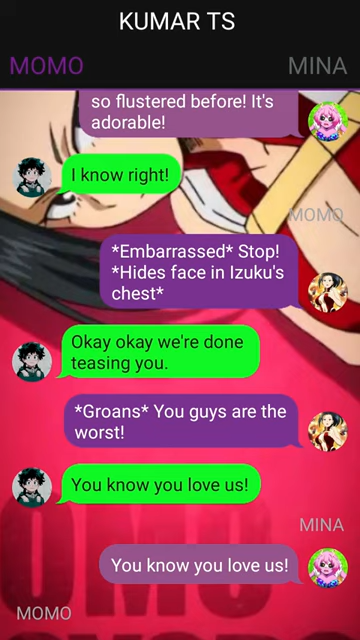 KUMAR TS
MOMO
MINA
so flustered before! It's
adorable!
I know right!
MOMO
*Embarrassed* Stop!
*Hides face in Izuku's
chest*
Okay okay we're done
teasing you.
*Groans* You guys are the
worst!
You know you love us!
MINA
You know you love us!
MOMO